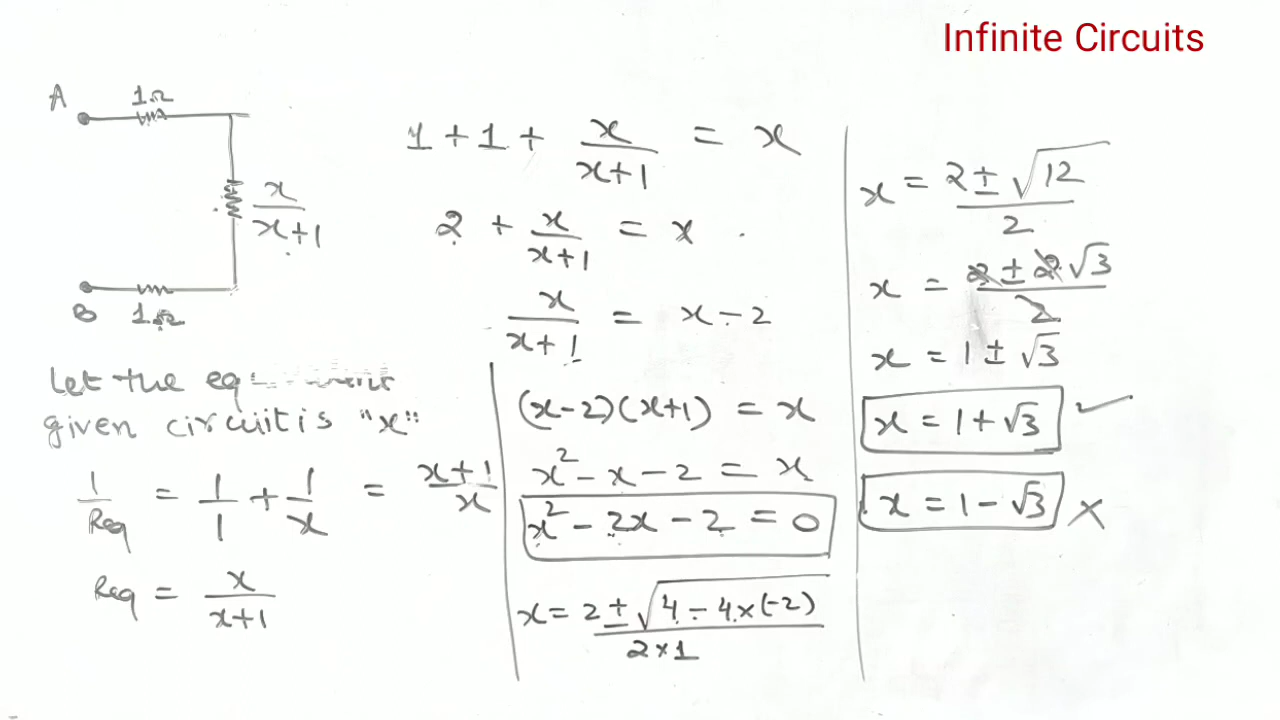 Infinite Circuits
A
1Ω
x/(x+1)
B
1Ω
Let the
given circuit is "x"
1/Req = 1/1 + 1/x = (x+1)/x
Req = x/(x+1)
1 + 1 + x/(x+1) = x
2 + x/(x+1) = x
x/(x+1) = x - 2
(x-2)(x+1) = x
x² - x - 2 = x
x² - 2x - 2 = 0
x = (2 ± √(4 - 4×(-2)))/(2×1)
x = (2 ± √12)/2
x = (2 ± 2√3)/2
x = 1 ± √3
x = 1 + √3 ✓
x = 1 - √3 ×